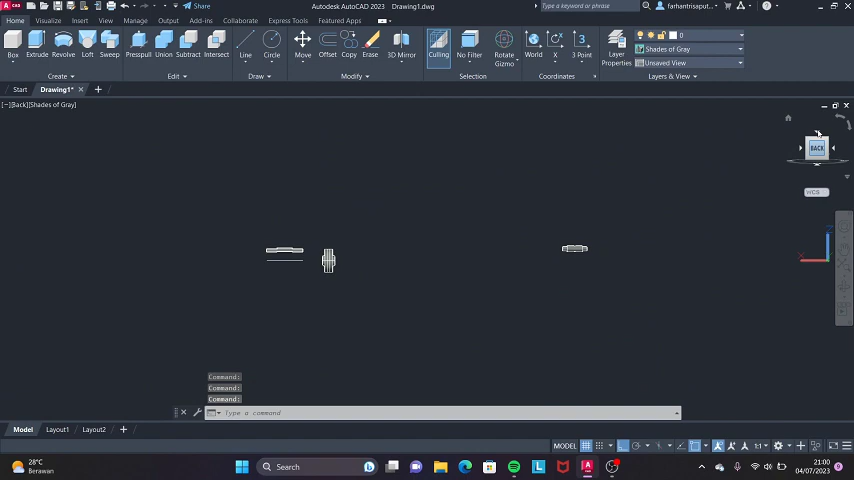 Share
Autodesk AutoCAD 2023 Drawing1.dwg
Type a keyword or phrase
farhantrisaput...
Home Visualize Insert View Manage Output Add-ins Collaborate Express Tools Featured Apps
Box Extrude Revolve Loft Sweep Presspull Union Subtract Intersect Line Circle Move Offset Copy Erase 3D Mirror Culling No Filter Rotate Gizmo World X 3 Point Layer Properties
0
Shades of Gray
Unsaved View
Create Edit Draw Modify Selection Coordinates Layers & View
Start Drawing1*
[−][Back][Shades of Gray]
BACK
WCS
X
Command:
Command:
Command:
Type a command
Model Layout1 Layout2
MODEL 1:1
28°C
Berawan
Search
21:00
04/07/2023